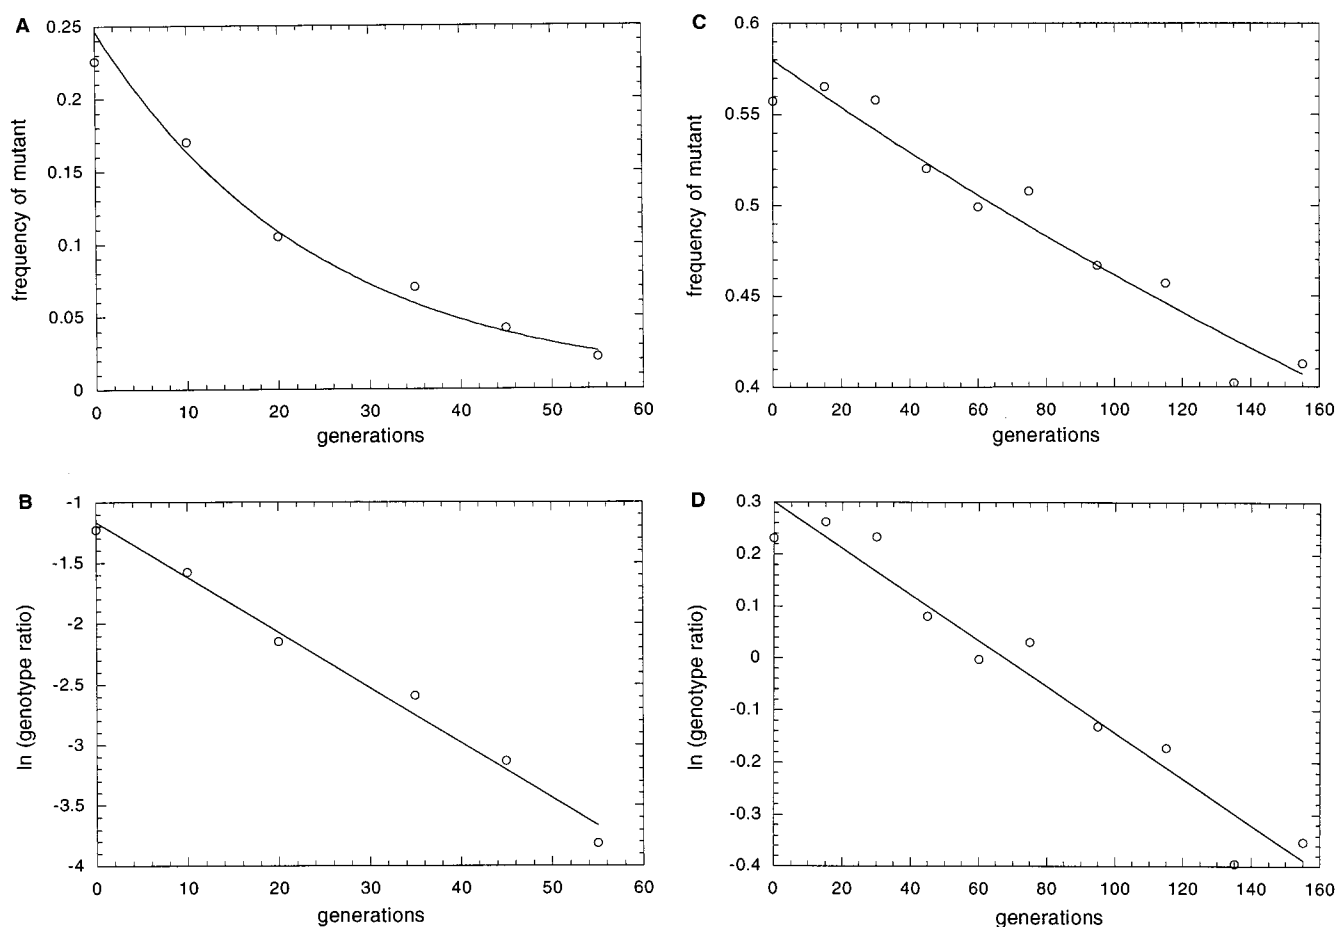 A
0.25
0.2
0.15
0.1
0.05
0
frequency of mutant
0 10 20 30 40 50 60
generations
C
0.6
0.55
0.5
0.45
0.4
frequency of mutant
0 20 40 60 80 100 120 140 160
generations
B
-1
-1.5
-2
-2.5
-3
-3.5
-4
ln (genotype ratio)
0 10 20 30 40 50 60
generations
D
0.3
0.2
0.1
0
-0.1
-0.2
-0.3
-0.4
ln (genotype ratio)
0 20 40 60 80 100 120 140 160
generations